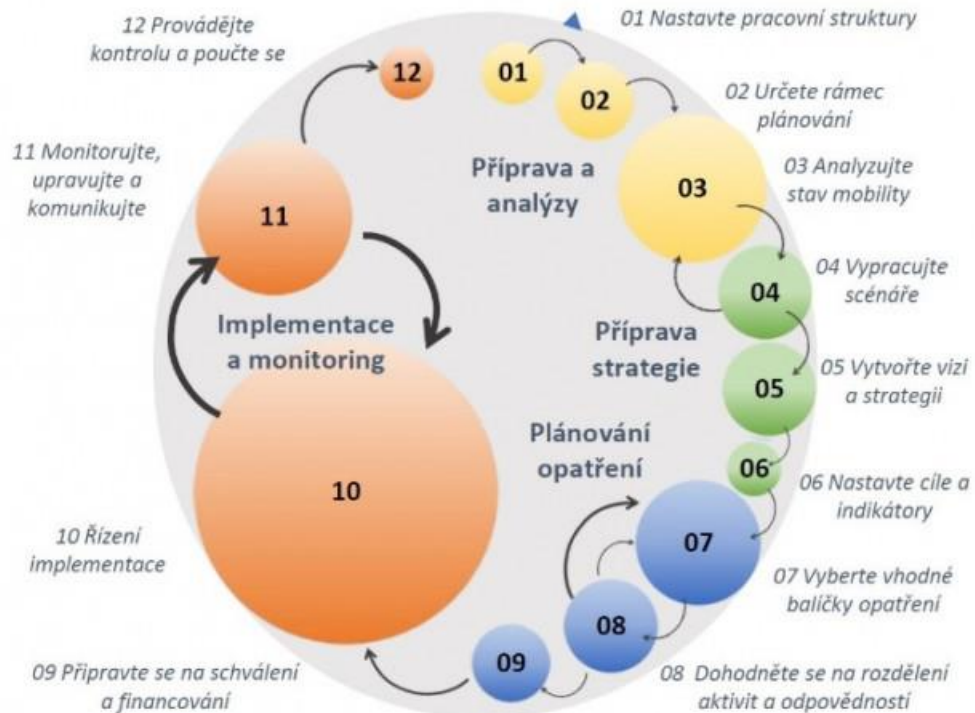 01 Nastavte pracovní struktury
02 Určete rámec
plánování
03 Analyzujte
stav mobility
04 Vypracujte
scénáře
05 Vytvořte vizi
a strategii
06 Nastavte cíle a
indikátory
07 Vyberte vhodné
balíčky opatření
08 Dohodněte se na rozdělení
aktivit a odpovědností
09 Připravte se na schválení
a financování
10 Řízení
implementace
11 Monitorujte,
upravujte a
komunikujte
12 Provádějte
kontrolu a poučte se
Příprava a
analýzy
Příprava
strategie
Plánování
opatření
Implementace
a monitoring
01
02
03
04
05
06
07
08
09
10
11
12